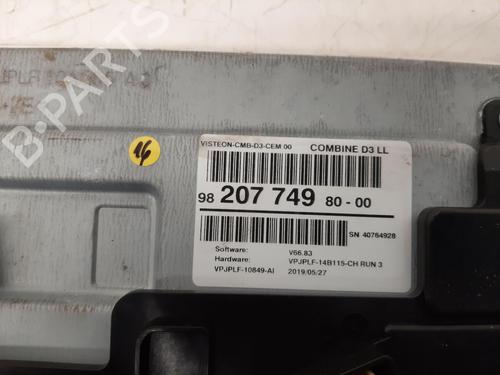 B-PARTS
16
VISTEON-CMB-D3-CEM 00 COMBINE D3 LL
98 207 749 80 - 00
SN 40764928
Software: V66.83
Hardware: VPJPLF-14B115-CH RUN 3
VPJPLF-10849-AI 2019/05/27